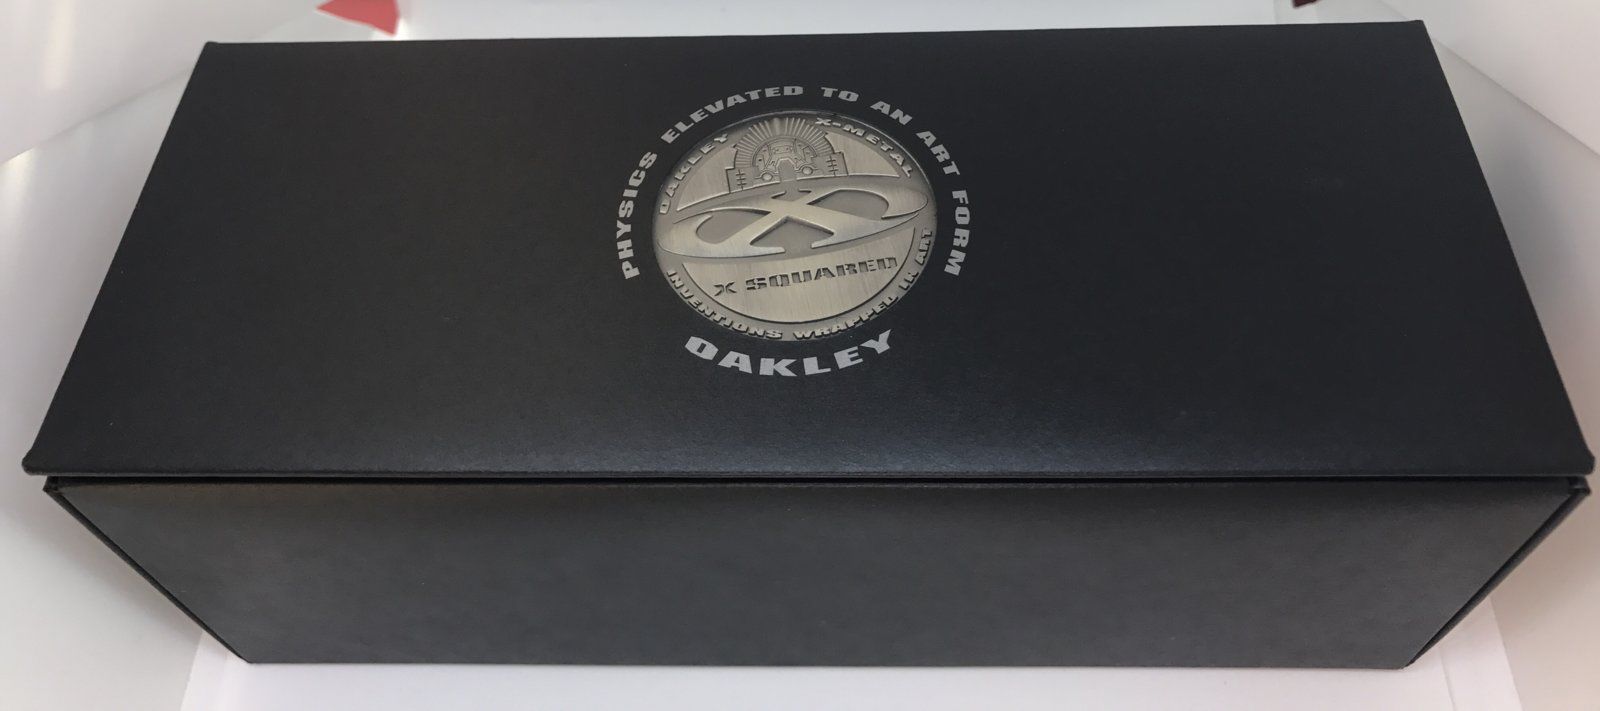 PHYSICS ELEVATED TO AN ART FORM
OAKLEY X-METAL
X SQUARED
INVENTIONS WRAPPED IN ART
OAKLEY